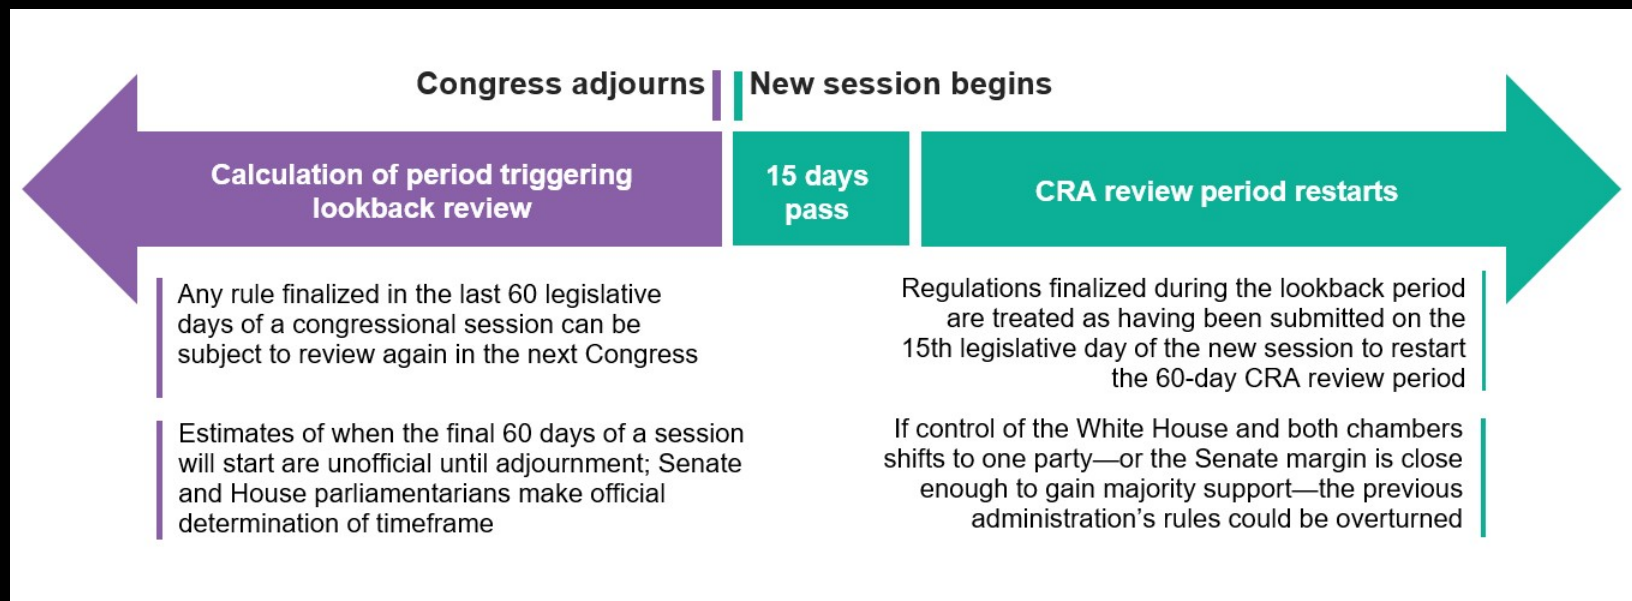 Congress adjourns
New session begins
Calculation of period triggering
lookback review
15 days
pass
CRA review period restarts
Any rule finalized in the last 60 legislative
days of a congressional session can be
subject to review again in the next Congress
Estimates of when the final 60 days of a session
will start are unofficial until adjournment; Senate
and House parliamentarians make official
determination of timeframe
Regulations finalized during the lookback period
are treated as having been submitted on the
15th legislative day of the new session to restart
the 60-day CRA review period
If control of the White House and both chambers
shifts to one party—or the Senate margin is close
enough to gain majority support—the previous
administration’s rules could be overturned